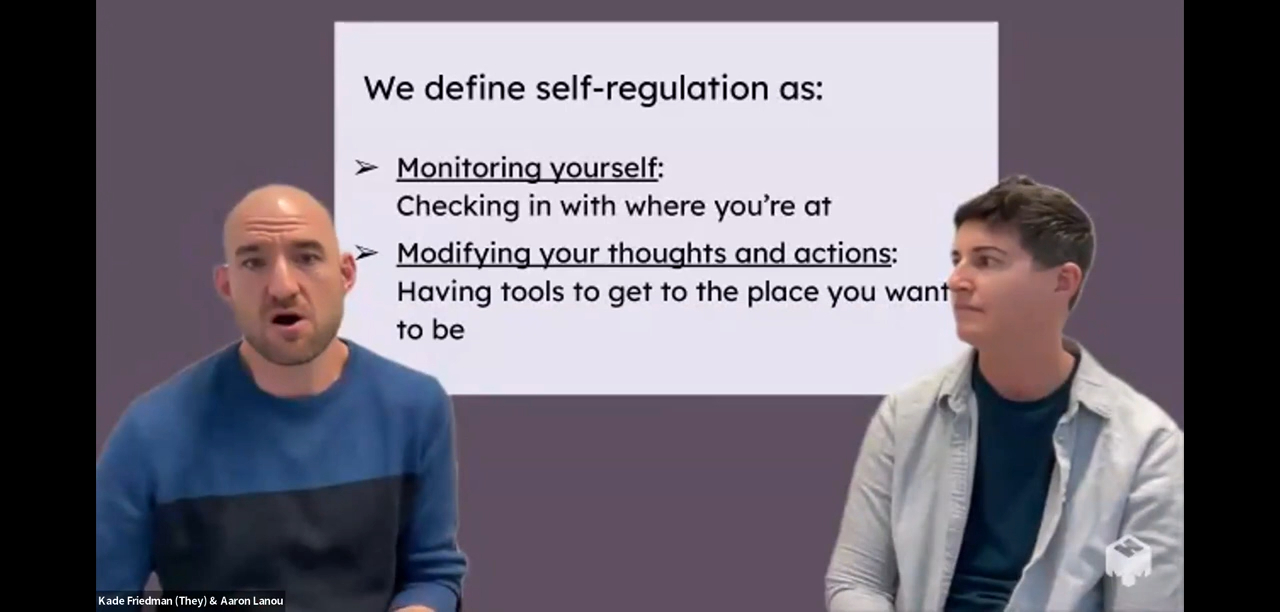 We define self-regulation as:
➢ Monitoring yourself:
Checking in with where you're at
➢ Modifying your thoughts and actions:
Having tools to get to the place you want
to be
Kade Friedman (They) & Aaron Lanou